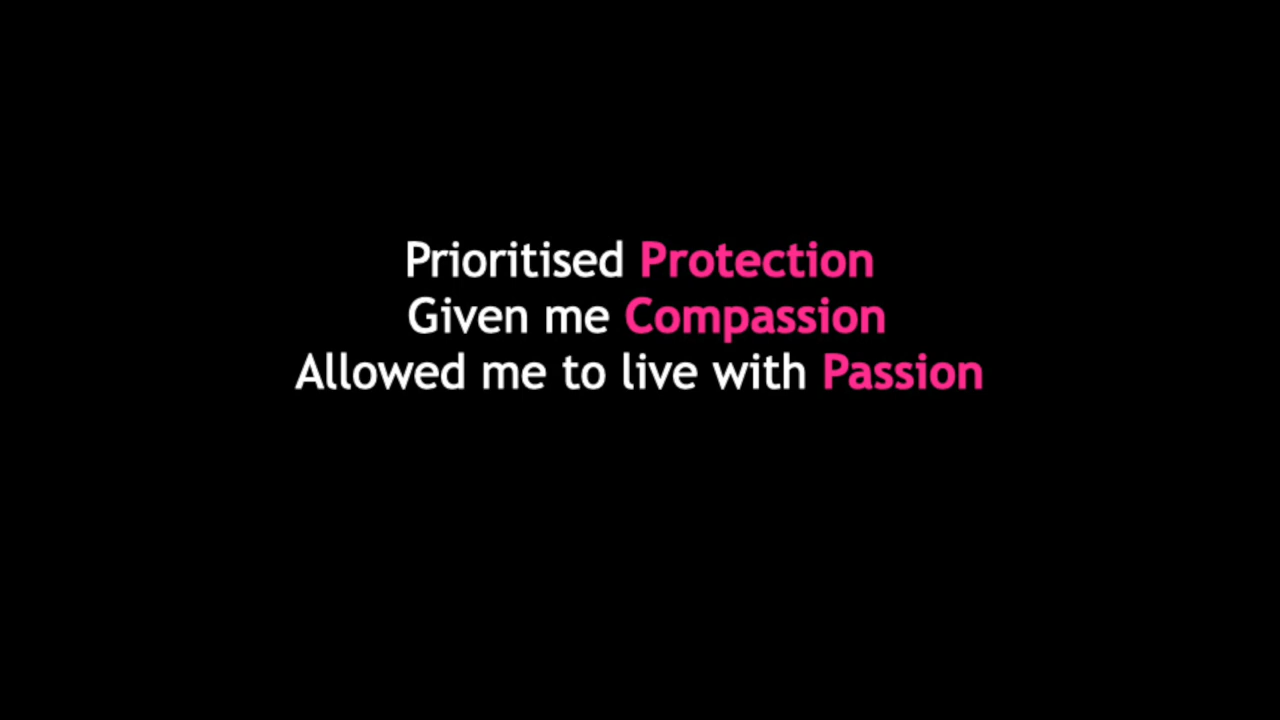 Prioritised Protection
Given me Compassion
Allowed me to live with Passion